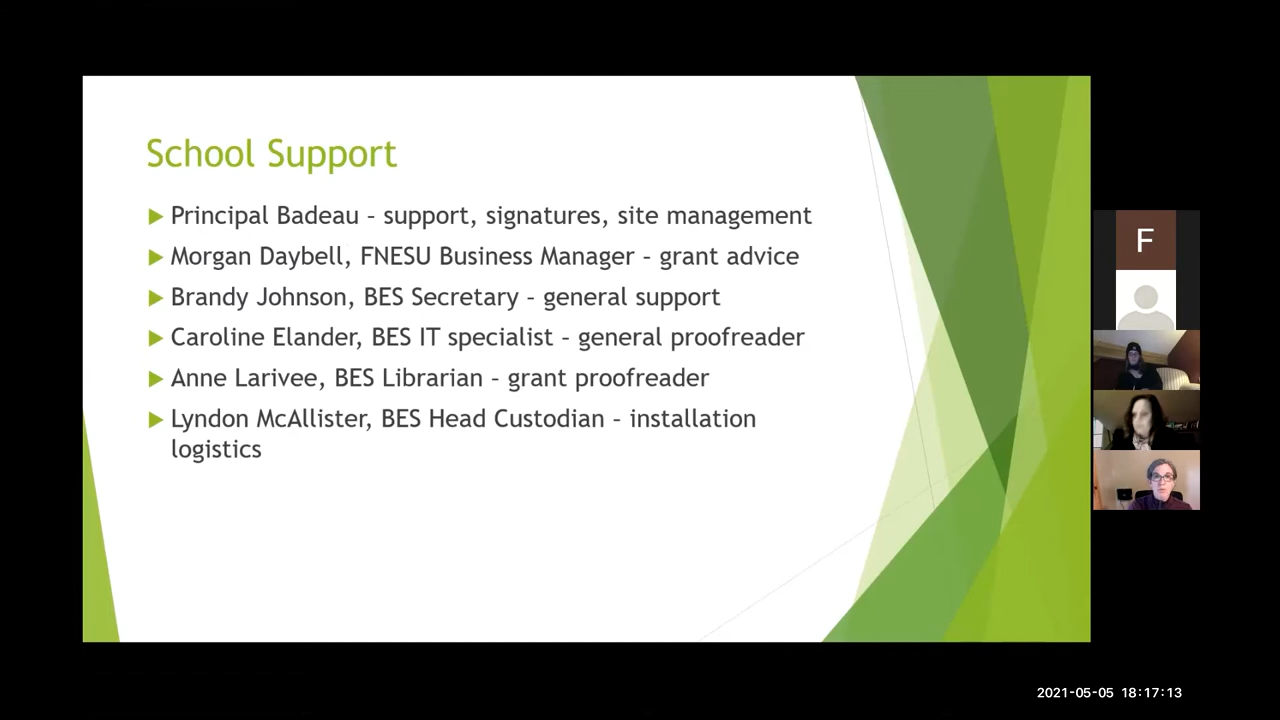 School Support
Principal Badeau – support, signatures, site management
Morgan Daybell, FNESU Business Manager – grant advice
Brandy Johnson, BES Secretary – general support
Caroline Elander, BES IT specialist – general proofreader
Anne Larivee, BES Librarian – grant proofreader
Lyndon McAllister, BES Head Custodian – installation
logistics
F
2021-05-05 18:17:13